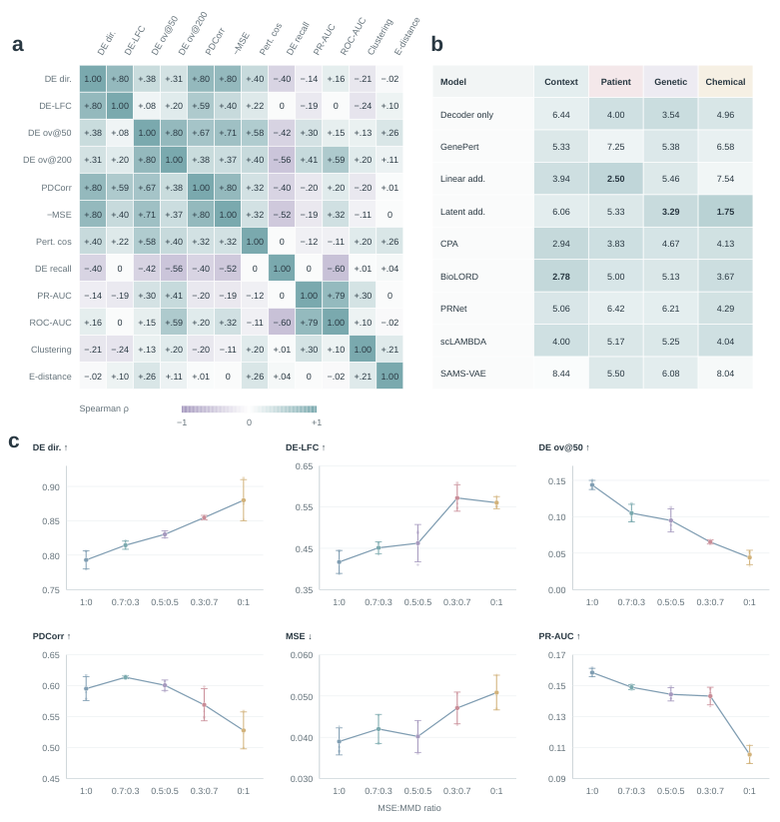 a
DE dir. DE-LFC DE ov@50 DE ov@200 PDCorr −MSE Pert. cos DE recall PR-AUC ROC-AUC Clustering E-distance
DE dir. 1.00 +.80 +.38 +.31 +.80 +.80 +.40 −.40 −.14 +.16 −.21 −.02
DE-LFC +.80 1.00 +.08 +.20 +.59 +.40 +.22 0 −.19 0 −.24 +.10
DE ov@50 +.38 +.08 1.00 +.80 +.67 +.71 +.58 −.42 +.30 +.15 +.13 +.26
DE ov@200 +.31 +.20 +.80 1.00 +.38 +.37 +.40 −.56 +.41 +.59 +.20 +.11
PDCorr +.80 +.59 +.67 +.38 1.00 +.80 +.32 −.40 −.20 +.20 −.20 +.01
−MSE +.80 +.40 +.71 +.37 +.80 1.00 +.32 −.52 −.19 +.32 −.11 0
Pert. cos +.40 +.22 +.58 +.40 +.32 +.32 1.00 0 −.12 −.11 +.20 +.26
DE recall −.40 0 −.42 −.56 −.40 −.52 0 1.00 0 −.60 +.01 +.04
PR-AUC −.14 −.19 +.30 +.41 −.20 −.19 −.12 0 1.00 +.79 +.30 0
ROC-AUC +.16 0 +.15 +.59 +.20 +.32 −.11 −.60 +.79 1.00 +.10 −.02
Clustering −.21 −.24 +.13 +.20 −.20 −.11 +.20 +.01 +.30 +.10 1.00 +.21
E-distance −.02 +.10 +.26 +.11 +.01 0 +.26 +.04 0 −.02 +.21 1.00
Spearman ρ
−1 0 +1
b
Model Context Patient Genetic Chemical
Decoder only 6.44 4.00 3.54 4.96
GenePert 5.33 7.25 5.38 6.58
Linear add. 3.94 2.50 5.46 7.54
Latent add. 6.06 5.33 3.29 1.75
CPA 2.94 3.83 4.67 4.13
BioLORD 2.78 5.00 5.13 3.67
PRNet 5.06 6.42 6.21 4.29
scLAMBDA 4.00 5.17 5.25 4.04
SAMS-VAE 8.44 5.50 6.08 8.04
c
DE dir. ↑
0.90
0.85
0.80
0.75
1:0 0.7:0.3 0.5:0.5 0.3:0.7 0:1
DE-LFC ↑
0.65
0.55
0.45
0.35
1:0 0.7:0.3 0.5:0.5 0.3:0.7 0:1
DE ov@50 ↑
0.15
0.10
0.05
0.00
1:0 0.7:0.3 0.5:0.5 0.3:0.7 0:1
PDCorr ↑
0.65
0.60
0.55
0.50
0.45
1:0 0.7:0.3 0.5:0.5 0.3:0.7 0:1
MSE ↓
0.060
0.050
0.040
0.030
1:0 0.7:0.3 0.5:0.5 0.3:0.7 0:1
MSE:MMD ratio
PR-AUC ↑
0.17
0.15
0.13
0.11
0.09
1:0 0.7:0.3 0.5:0.5 0.3:0.7 0:1